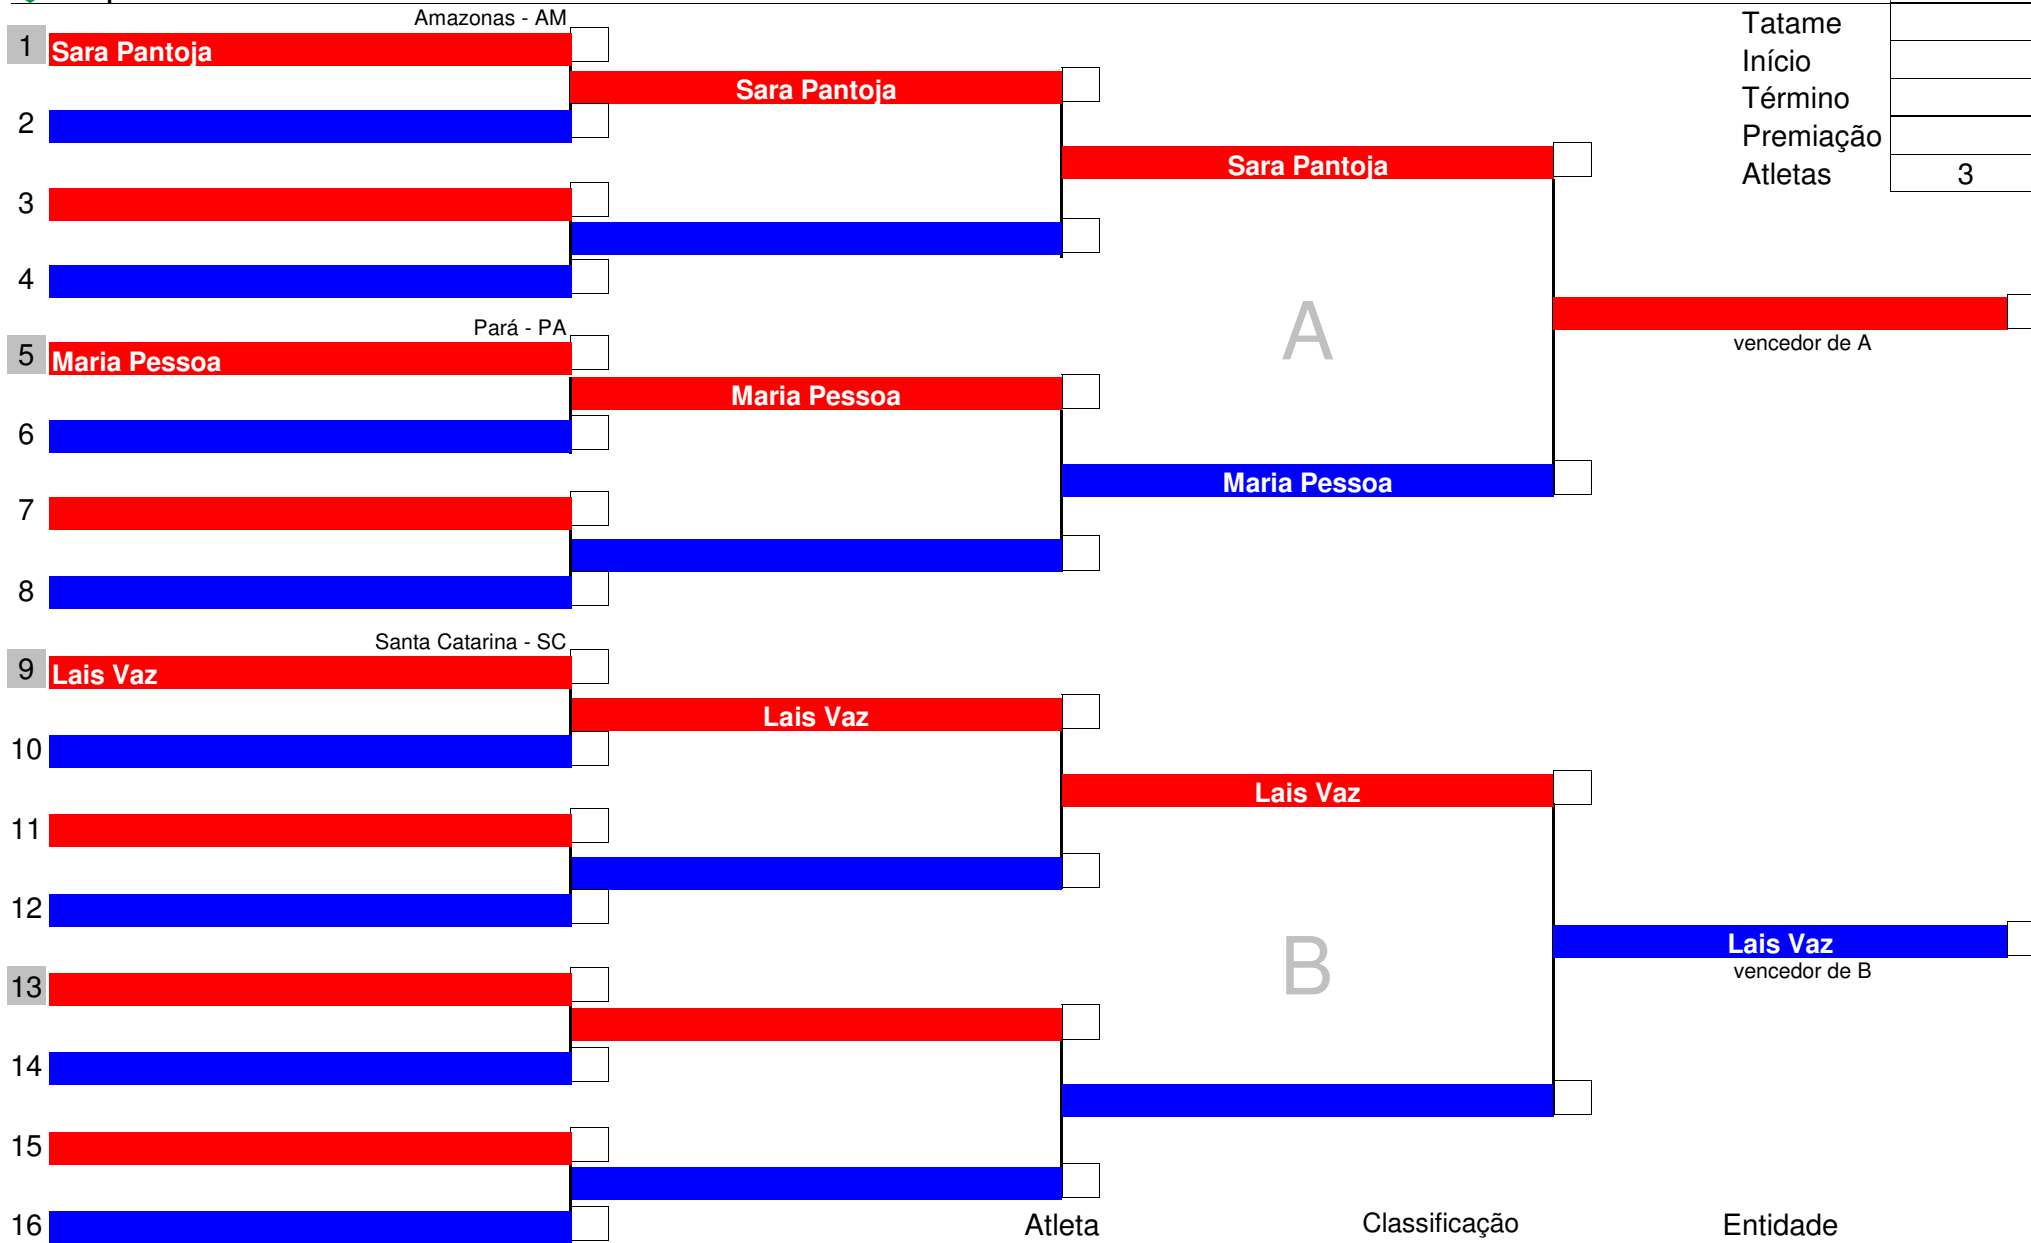 Amazonas - AM
Tatame
1 Sara Pantoja
Início
Sara Pantoja
Término
2
Premiação
Sara Pantoja
Atletas 3
3
4
A
Pará - PA
vencedor de A
5 Maria Pessoa
Maria Pessoa
6
Maria Pessoa
7
8
Santa Catarina - SC
9 Lais Vaz
Lais Vaz
10
Lais Vaz
11
12
B
Lais Vaz
vencedor de B
13
14
15
16
Atleta Classificação Entidade